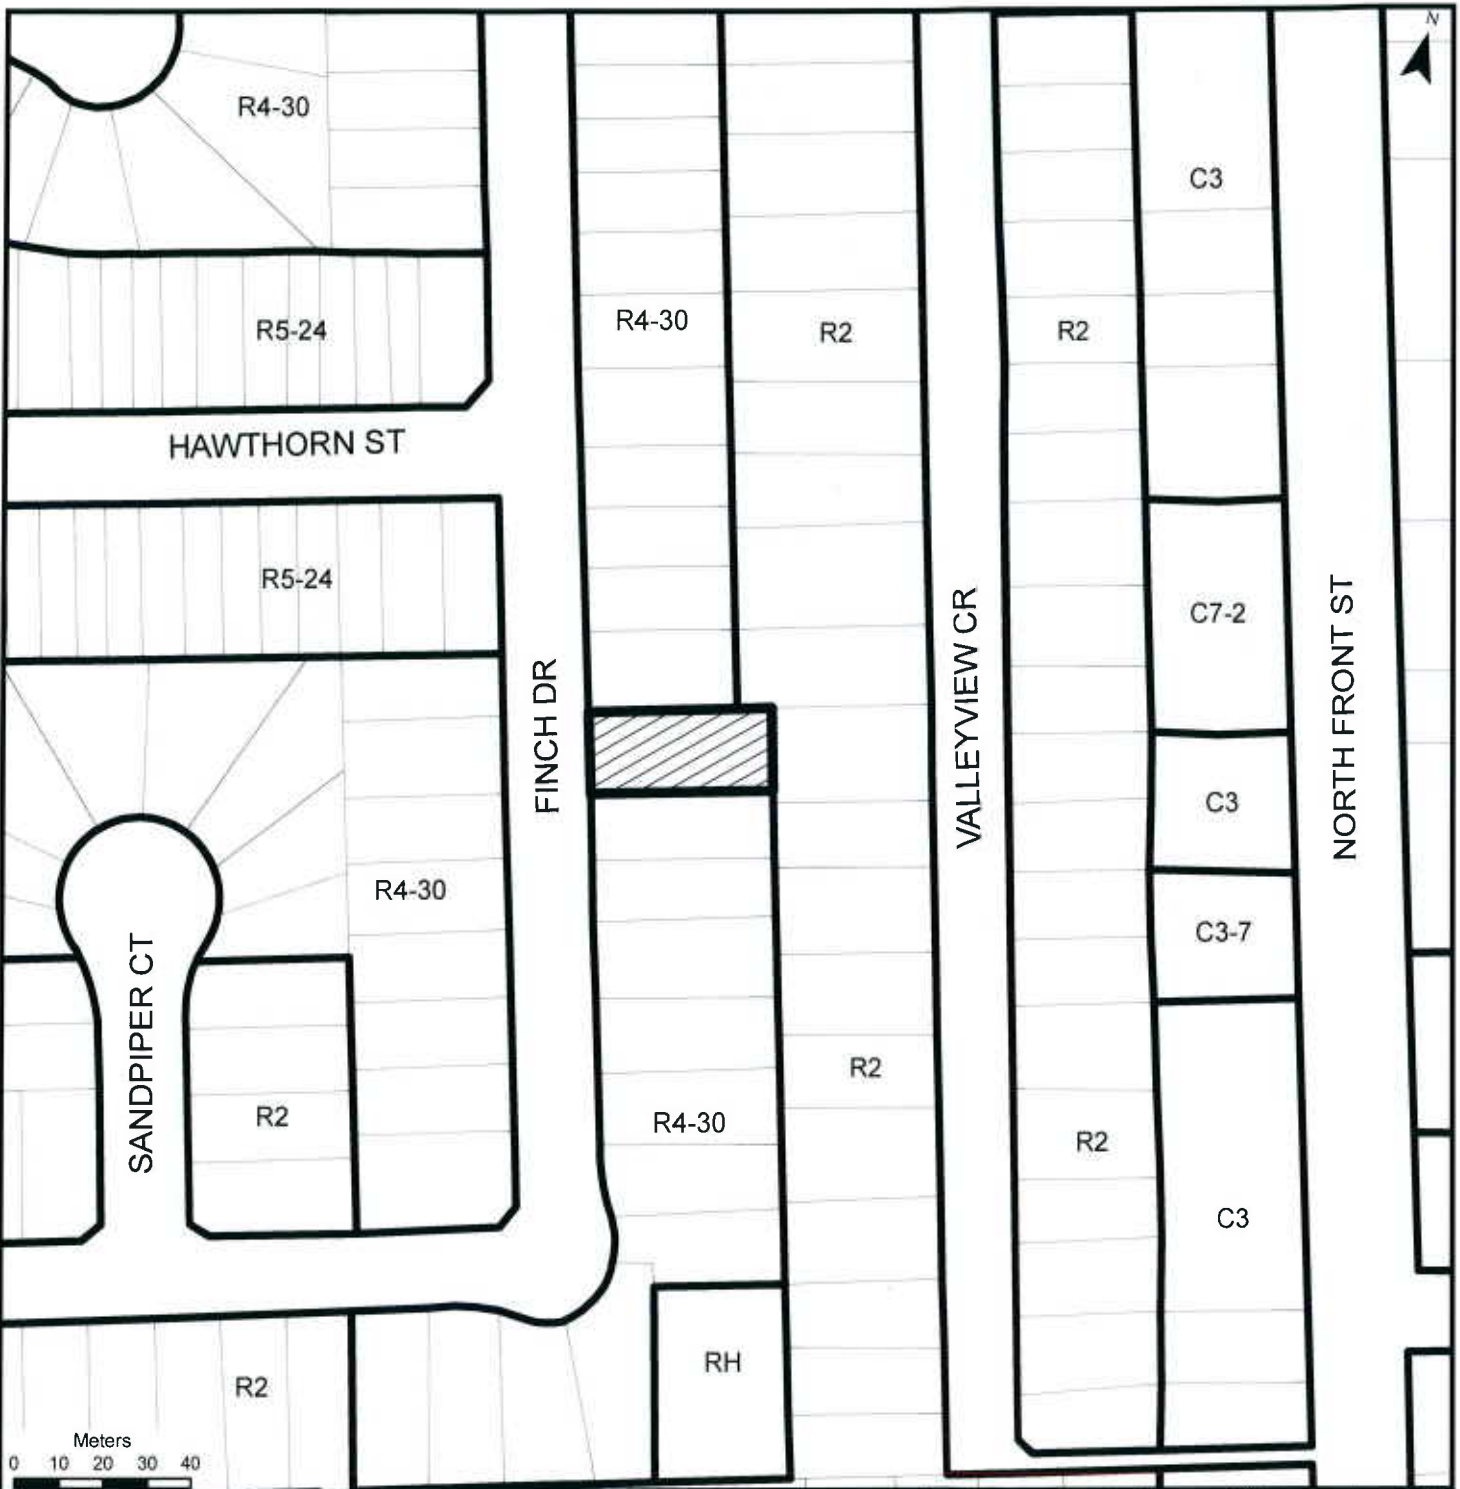 N
R4-30
C3
R5-24
R4-30
R2
R2
HAWTHORN ST
R5-24
C7-2
FINCH DR
VALLEYVIEW CR
NORTH FRONT ST
C3
R4-30
C3-7
SANDPIPER CT
R2
R2
R4-30
R2
C3
RH
R2
Meters
0 10 20 30 40